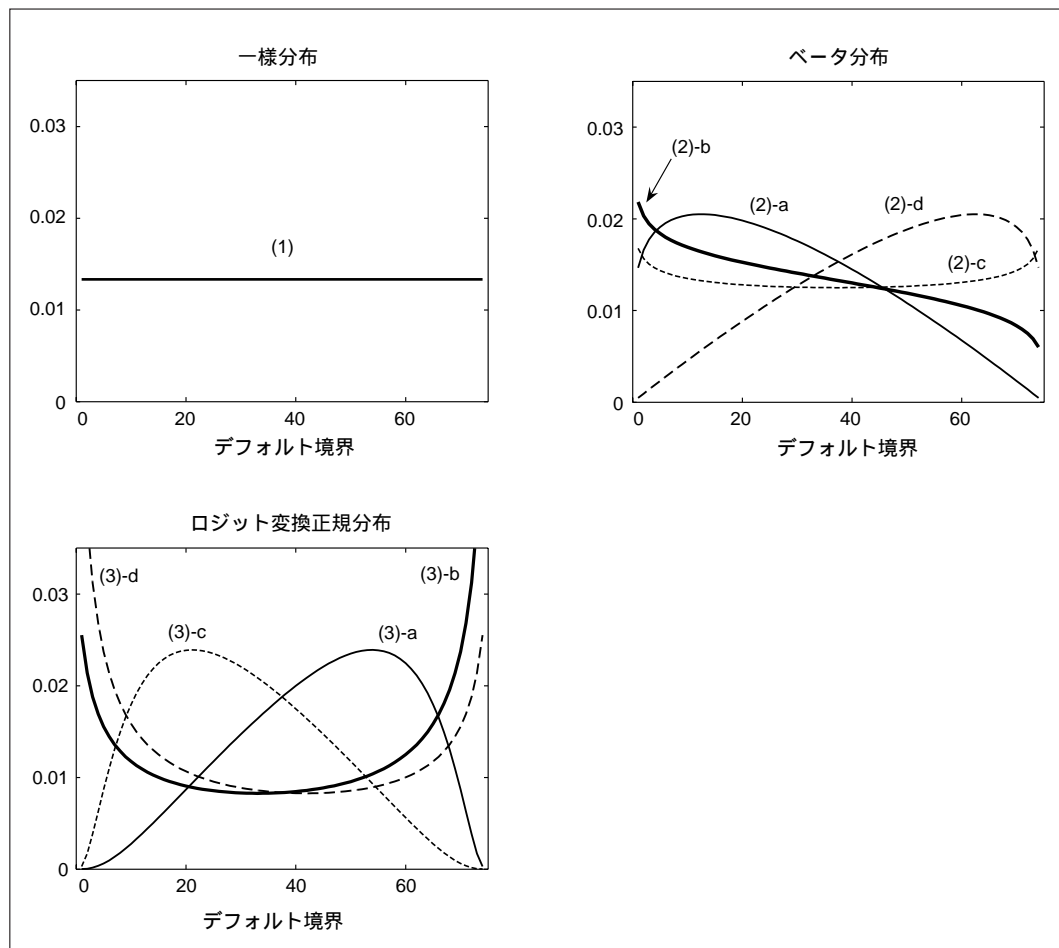 一様分布
0.03
0.02
0.01
0
(1)
0 20 40 60
デフォルト境界
ベータ分布
0.03
0.02
0.01
0
(2)-b
(2)-a
(2)-d
(2)-c
0 20 40 60
デフォルト境界
ロジット変換正規分布
0.03
0.02
0.01
0
(3)-d
(3)-b
(3)-c
(3)-a
0 20 40 60
デフォルト境界